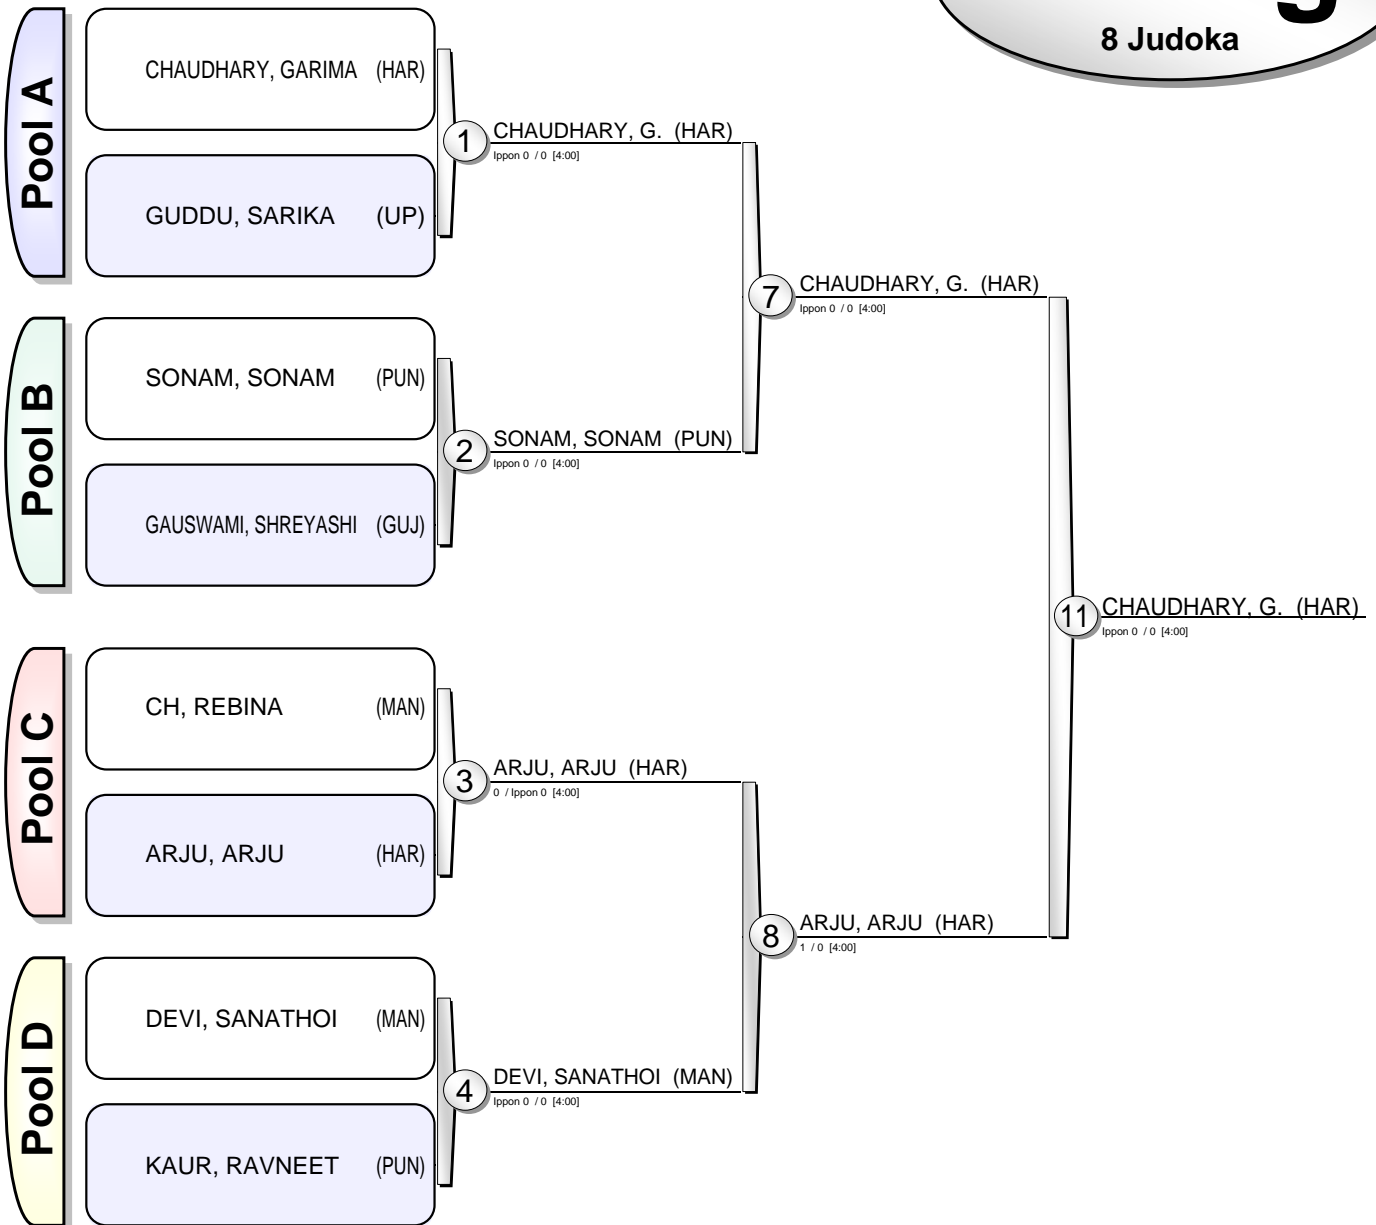 8 Judoka
Pool A
CHAUDHARY, GARIMA (HAR)
GUDDU, SARIKA (UP)
1 CHAUDHARY, G. (HAR)
Ippon 0 / 0 [4:00]
7 CHAUDHARY, G. (HAR)
Ippon 0 / 0 [4:00]
Pool B
SONAM, SONAM (PUN)
GAUSWAMI, SHREYASHI (GUJ)
2 SONAM, SONAM (PUN)
Ippon 0 / 0 [4:00]
11 CHAUDHARY, G. (HAR)
Ippon 0 / 0 [4:00]
Pool C
CH, REBINA (MAN)
ARJU, ARJU (HAR)
3 ARJU, ARJU (HAR)
0 / Ippon 0 [4:00]
8 ARJU, ARJU (HAR)
1 / 0 [4:00]
Pool D
DEVI, SANATHOI (MAN)
KAUR, RAVNEET (PUN)
4 DEVI, SANATHOI (MAN)
Ippon 0 / 0 [4:00]